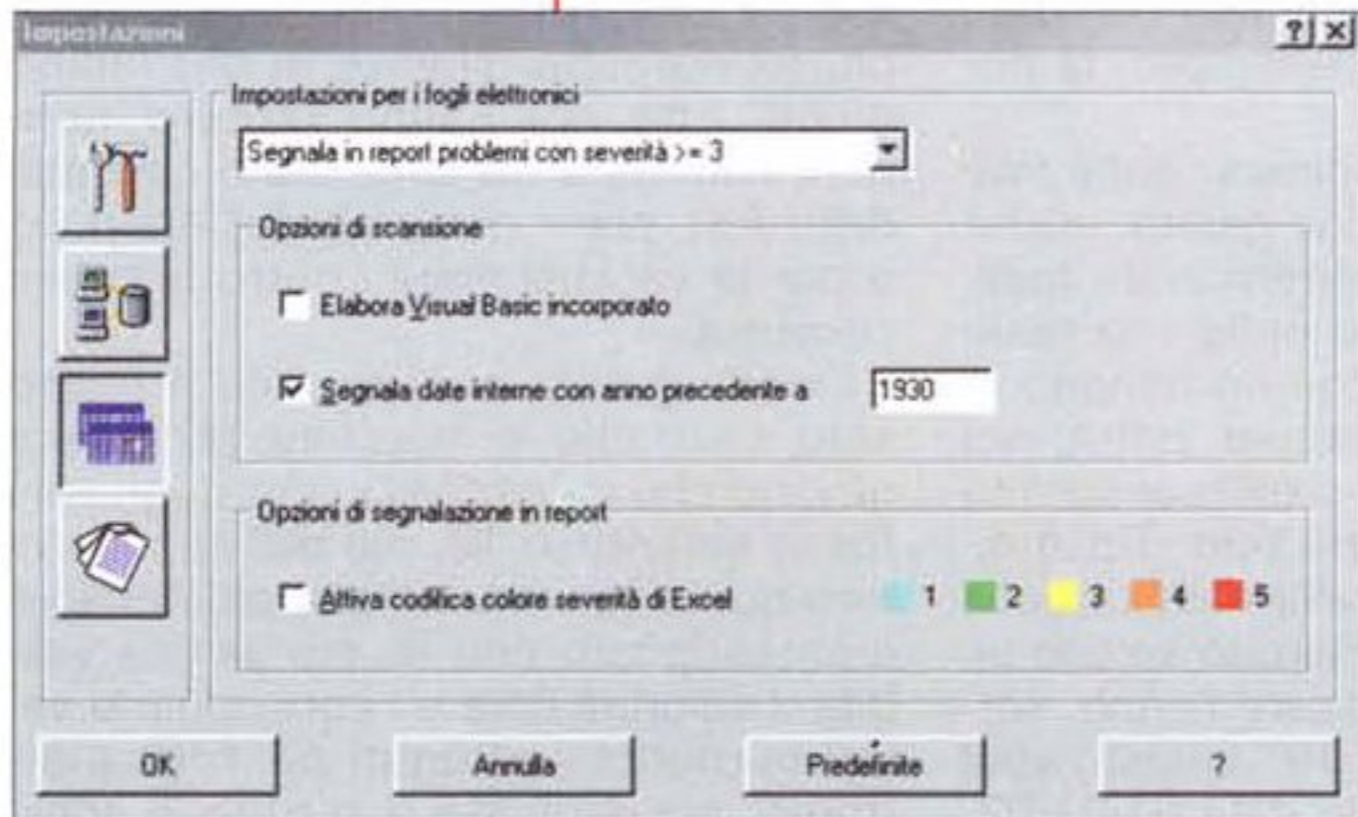 Impostazioni
Impostazioni per i fogli elettronici
Segnala in report problemi con severità >= 3
Opzioni di scansione
Elabora Visual Basic incorporato
Segnala date interne con anno precedente a 1930
Opzioni di segnalazione in report
Attiva codifica colore severità di Excel 1 2 3 4 5
OK Annulla Predefinite ?